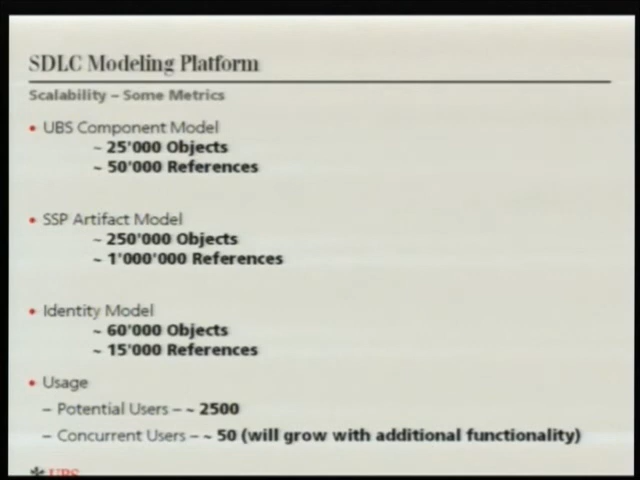 SDLC Modeling Platform
Scalability – Some Metrics
• UBS Component Model
~ 25'000 Objects
~ 50'000 References
• SSP Artifact Model
~ 250'000 Objects
~ 1'000'000 References
• Identity Model
~ 60'000 Objects
~ 15'000 References
• Usage
– Potential Users – ~ 2500
– Concurrent Users – ~ 50 (will grow with additional functionality)
UBS